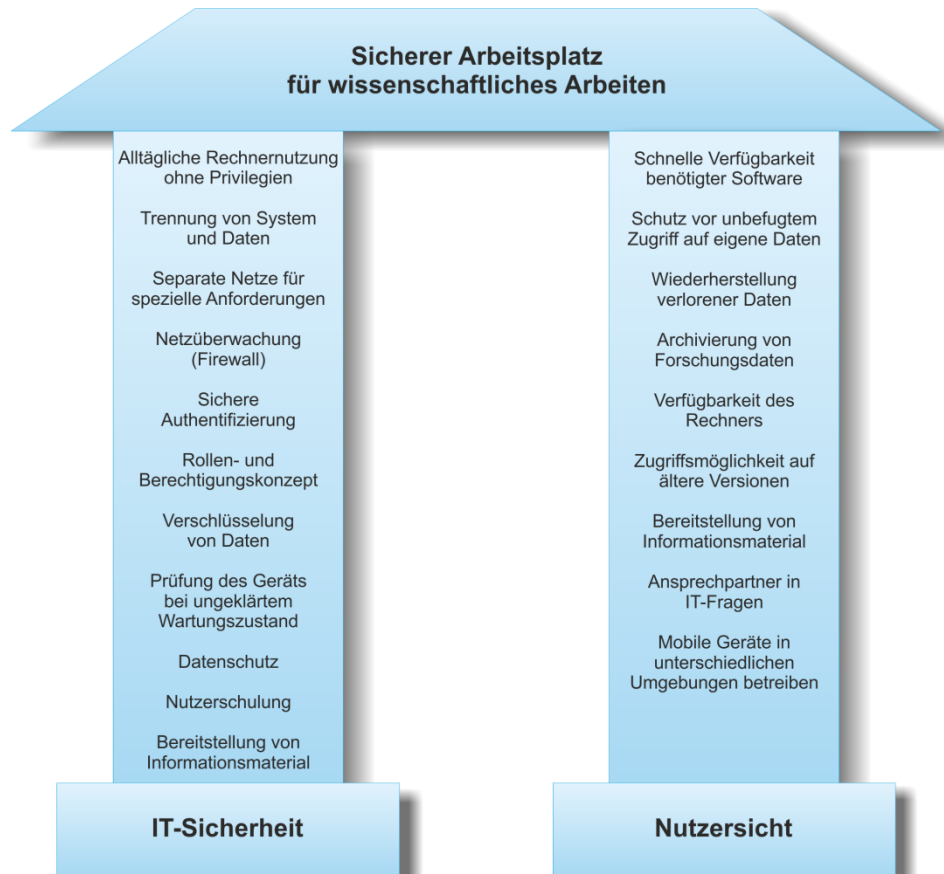 Sicherer Arbeitsplatz
für wissenschaftliches Arbeiten
Alltägliche Rechnernutzung
ohne Privilegien
Trennung von System
und Daten
Separate Netze für
spezielle Anforderungen
Netzüberwachung
(Firewall)
Sichere
Authentifizierung
Rollen- und
Berechtigungskonzept
Verschlüsselung
von Daten
Prüfung des Geräts
bei ungeklärtem
Wartungszustand
Datenschutz
Nutzerschulung
Bereitstellung von
Informationsmaterial
IT-Sicherheit
Schnelle Verfügbarkeit
benötigter Software
Schutz vor unbefugtem
Zugriff auf eigene Daten
Wiederherstellung
verlorener Daten
Archivierung von
Forschungsdaten
Verfügbarkeit des
Rechners
Zugriffsmöglichkeit auf
ältere Versionen
Bereitstellung von
Informationsmaterial
Ansprechpartner in
IT-Fragen
Mobile Geräte in
unterschiedlichen
Umgebungen betreiben
Nutzersicht